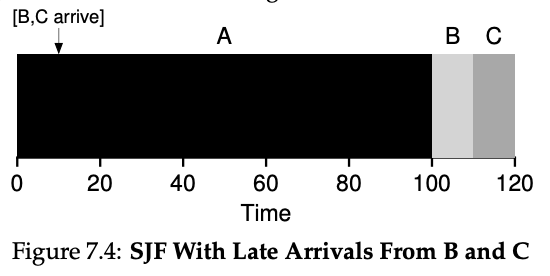 [B,C arrive]
A B C
0 20 40 60 80 100 120
Time
Figure 7.4: SJF With Late Arrivals From B and C